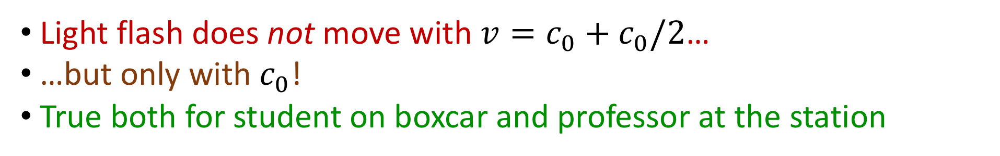 • Light flash does not move with v = c₀ + c₀/2…
• …but only with c₀!
• True both for student on boxcar and professor at the station